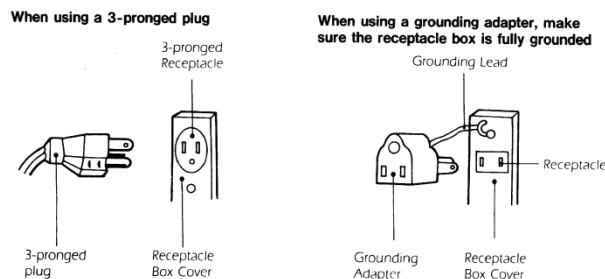 When using a 3-pronged plug
3-pronged
Receptacle
3-pronged
plug
Receptacle
Box Cover
When using a grounding adapter, make
sure the receptacle box is fully grounded
Grounding Lead
Receptacle
Grounding
Adapter
Receptacle
Box Cover